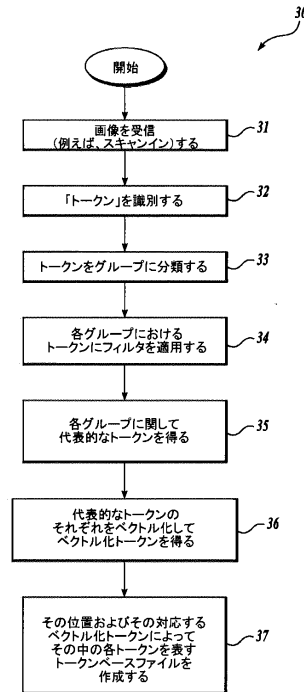 30
開始
画像を受信
(例えば、スキャンイン)する
31
「トークン」を識別する
32
トークンをグループに分類する
33
各グループにおける
トークンにフィルタを適用する
34
各グループに関して
代表的なトークンを得る
35
代表的なトークンの
それぞれをベクトル化して
ベクトル化トークンを得る
36
その位置およびその対応する
ベクトル化トークンによって
その中の各トークンを表す
トークンベースファイルを
作成する
37